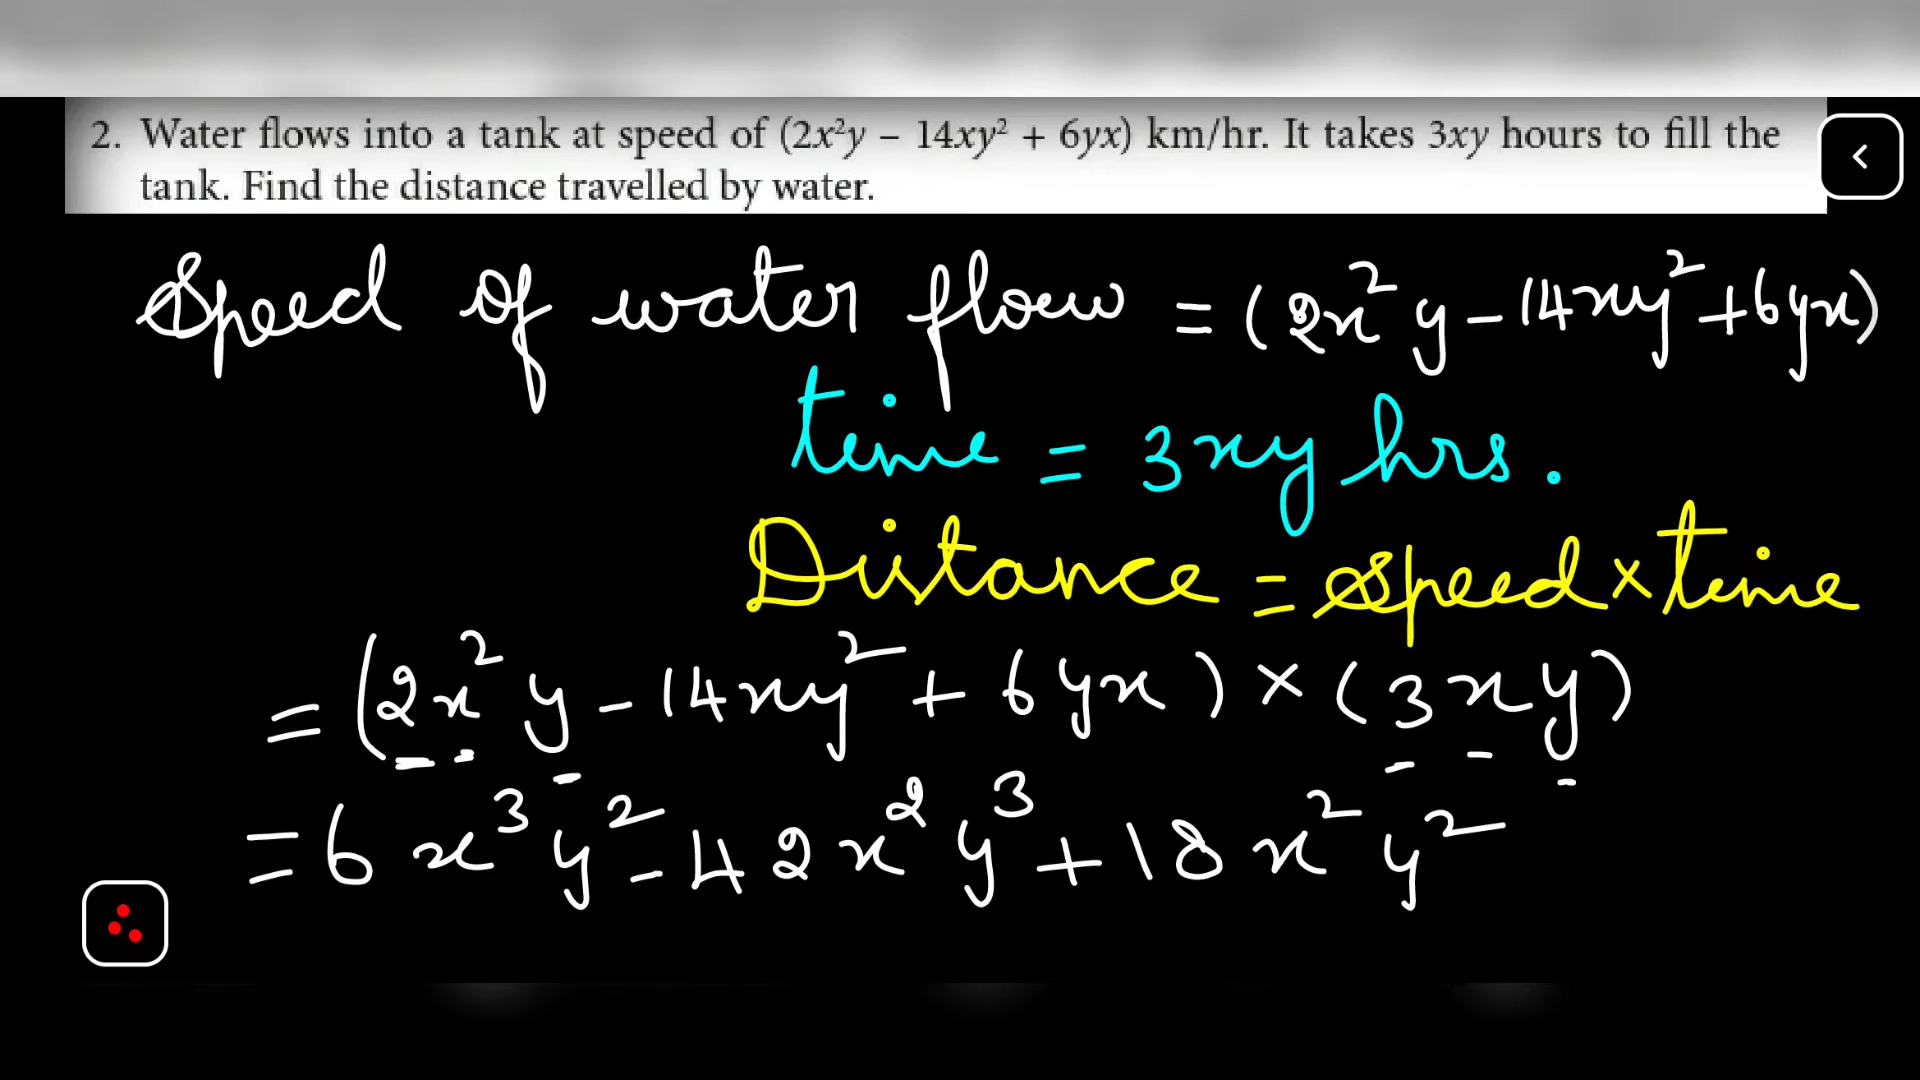 2. Water flows into a tank at speed of (2x²y – 14xy² + 6yx) km/hr. It takes 3xy hours to fill the
tank. Find the distance travelled by water.
Speed of water flow = (2x²y - 14xy² + 6yx)
time = 3xy hrs.
Distance = speed × time
= (2x²y - 14xy² + 6yx) × (3xy)
= 6x³y² - 42x²y³ + 18x²y²